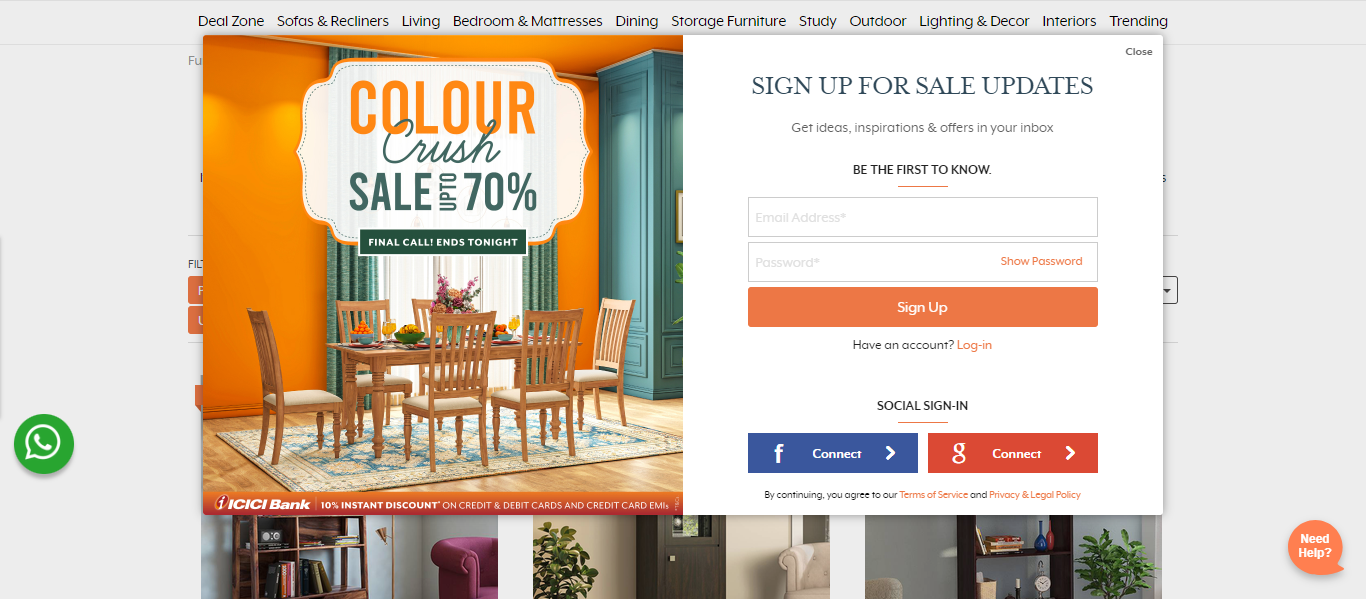 Deal Zone Sofas & Recliners Living Bedroom & Mattresses Dining Storage Furniture Study Outdoor Lighting & Decor Interiors Trending
Close
COLOUR
Crush
SALE UPTO 70%
FINAL CALL! ENDS TONIGHT
ICICI Bank 10% INSTANT DISCOUNT* ON CREDIT & DEBIT CARDS AND CREDIT CARD EMIs
SIGN UP FOR SALE UPDATES
Get ideas, inspirations & offers in your inbox
BE THE FIRST TO KNOW.
Email Address*
Password* Show Password
Sign Up
Have an account? Log-in
SOCIAL SIGN-IN
f Connect
g Connect
By continuing, you agree to our Terms of Service and Privacy & Legal Policy
Need
Help?